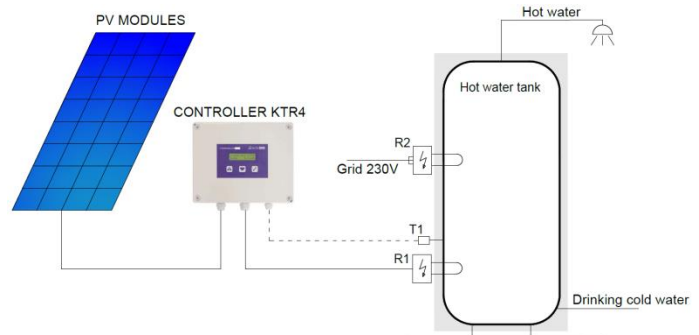 PV MODULES
Hot water
Hot water tank
CONTROLLER KTR4
R2
Grid 230V
T1
R1
Drinking cold water